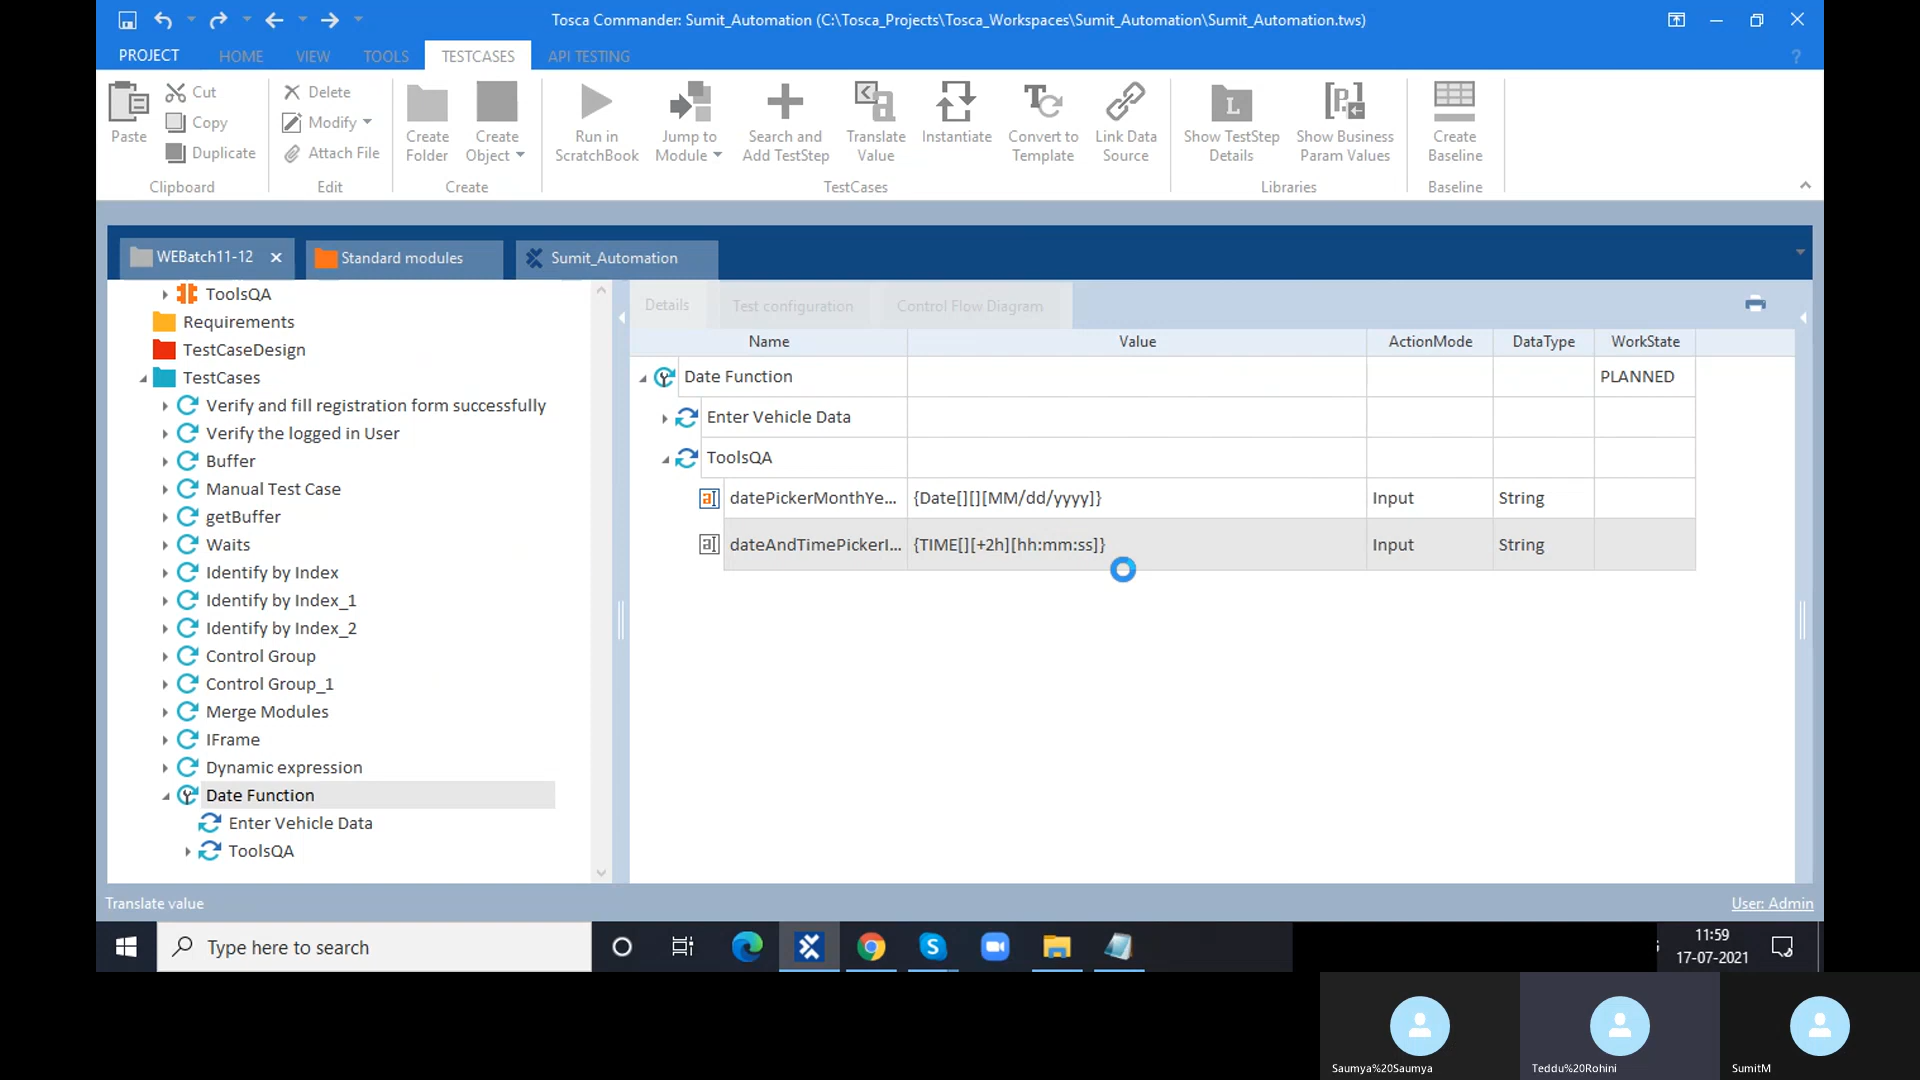 Tosca Commander: Sumit_Automation (C:\Tosca_Projects\Tosca_Workspaces\Sumit_Automation\Sumit_Automation.tws)
PROJECT HOME VIEW TOOLS TESTCASES API TESTING ?
Paste
Cut
Copy
Duplicate
Clipboard
Delete
Modify
Attach File
Edit
Create Folder
Create Object
Create
Run in ScratchBook
Jump to Module
Search and Add TestStep
Translate Value
Instantiate
Convert to Template
Link Data Source
TestCases
Show TestStep Details
Show Business Param Values
Libraries
Create Baseline
Baseline
WEBatch11-12
Standard modules
Sumit_Automation
ToolsQA
Requirements
TestCaseDesign
TestCases
Verify and fill registration form successfully
Verify the logged in User
Buffer
Manual Test Case
getBuffer
Waits
Identify by Index
Identify by Index_1
Identify by Index_2
Control Group
Control Group_1
Merge Modules
IFrame
Dynamic expression
Date Function
Enter Vehicle Data
ToolsQA
Details Test configuration Control Flow Diagram
Name Value ActionMode DataType WorkState
Date Function PLANNED
Enter Vehicle Data
ToolsQA
datePickerMonthYe... {Date[][][MM/dd/yyyy]} Input String
dateAndTimePickerI... {TIME[][+2h][hh:mm:ss]} Input String
Translate value
User: Admin
Type here to search
11:59
17-07-2021
Saumya%20Saumya
Teddu%20Rohini
SumitM